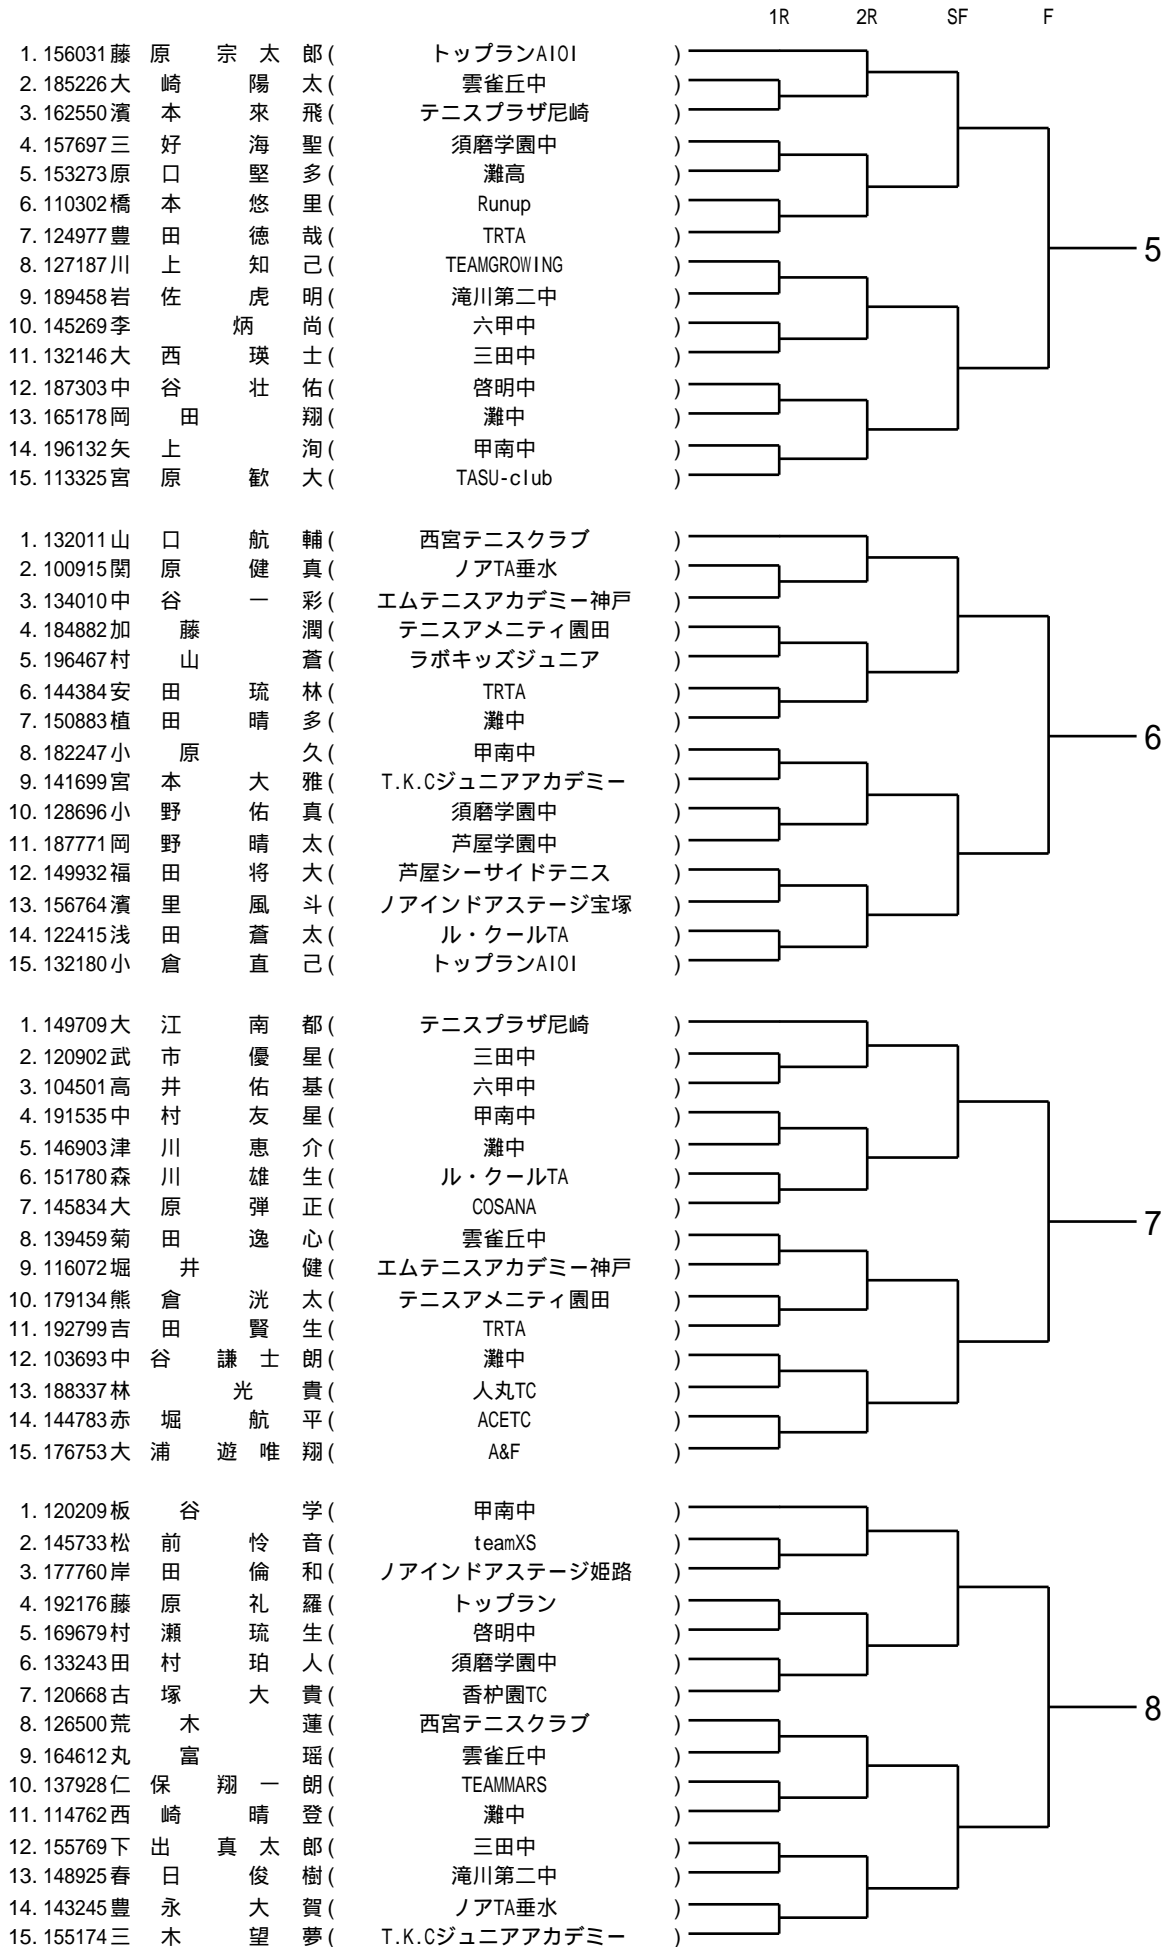 1R 2R SF F
1. 156031 藤原 宗太郎 ( トップランAIOI )
2. 185226 大崎 陽太 ( 雲雀丘中 )
3. 162550 濱本 來飛 ( テニスプラザ尼崎 )
4. 157697 三好 海聖 ( 須磨学園中 )
5. 153273 原口 堅多 ( 灘高 )
6. 110302 橋本 悠里 ( Runup )
7. 124977 豊田 徳哉 ( TRTA )
5
8. 127187 川上 知己 ( TEAMGROWING )
9. 189458 岩佐 虎明 ( 滝川第二中 )
10. 145269 李 炳尚 ( 六甲中 )
11. 132146 大西 瑛士 ( 三田中 )
12. 187303 中谷 壮佑 ( 啓明中 )
13. 165178 岡田 翔 ( 灘中 )
14. 196132 矢上 洵 ( 甲南中 )
15. 113325 宮原 歓大 ( TASU-club )
1. 132011 山口 航輔 ( 西宮テニスクラブ )
2. 100915 関原 健真 ( ノアTA垂水 )
3. 134010 中谷 一彩 ( エムテニスアカデミー神戸 )
4. 184882 加藤 潤 ( テニスアメニティ園田 )
5. 196467 村山 蒼 ( ラボキッズジュニア )
6. 144384 安田 琉林 ( TRTA )
7. 150883 植田 晴多 ( 灘中 )
6
8. 182247 小原 久 ( 甲南中 )
9. 141699 宮本 大雅 ( T.K.Cジュニアアカデミー )
10. 128696 小野 佑真 ( 須磨学園中 )
11. 187771 岡野 晴太 ( 芦屋学園中 )
12. 149932 福田 将大 ( 芦屋シーサイドテニス )
13. 156764 濱里 風斗 ( ノアインドアステージ宝塚 )
14. 122415 浅田 蒼太 ( ル・クールTA )
15. 132180 小倉 直己 ( トップランAIOI )
1. 149709 大江 南都 ( テニスプラザ尼崎 )
2. 120902 武市 優星 ( 三田中 )
3. 104501 高井 佑基 ( 六甲中 )
4. 191535 中村 友星 ( 甲南中 )
5. 146903 津川 恵介 ( 灘中 )
6. 151780 森川 雄生 ( ル・クールTA )
7. 145834 大原 弾正 ( COSANA )
7
8. 139459 菊田 逸心 ( 雲雀丘中 )
9. 116072 堀井 健 ( エムテニスアカデミー神戸 )
10. 179134 熊倉 洸太 ( テニスアメニティ園田 )
11. 192799 吉田 賢生 ( TRTA )
12. 103693 中谷 謙士朗 ( 灘中 )
13. 188337 林 光貴 ( 人丸TC )
14. 144783 赤堀 航平 ( ACETC )
15. 176753 大浦 遊唯翔 ( A&F )
1. 120209 板谷 学 ( 甲南中 )
2. 145733 松前 怜音 ( teamXS )
3. 177760 岸田 倫和 ( ノアインドアステージ姫路 )
4. 192176 藤原 礼羅 ( トップラン )
5. 169679 村瀬 琉生 ( 啓明中 )
6. 133243 田村 珀人 ( 須磨学園中 )
7. 120668 古塚 大貴 ( 香枦園TC )
8
8. 126500 荒木 蓮 ( 西宮テニスクラブ )
9. 164612 丸富 瑶 ( 雲雀丘中 )
10. 137928 仁保 翔一朗 ( TEAMMARS )
11. 114762 西崎 晴登 ( 灘中 )
12. 155769 下出 真太郎 ( 三田中 )
13. 148925 春日 俊樹 ( 滝川第二中 )
14. 143245 豊永 大賀 ( ノアTA垂水 )
15. 155174 三木 望夢 ( T.K.Cジュニアアカデミー )